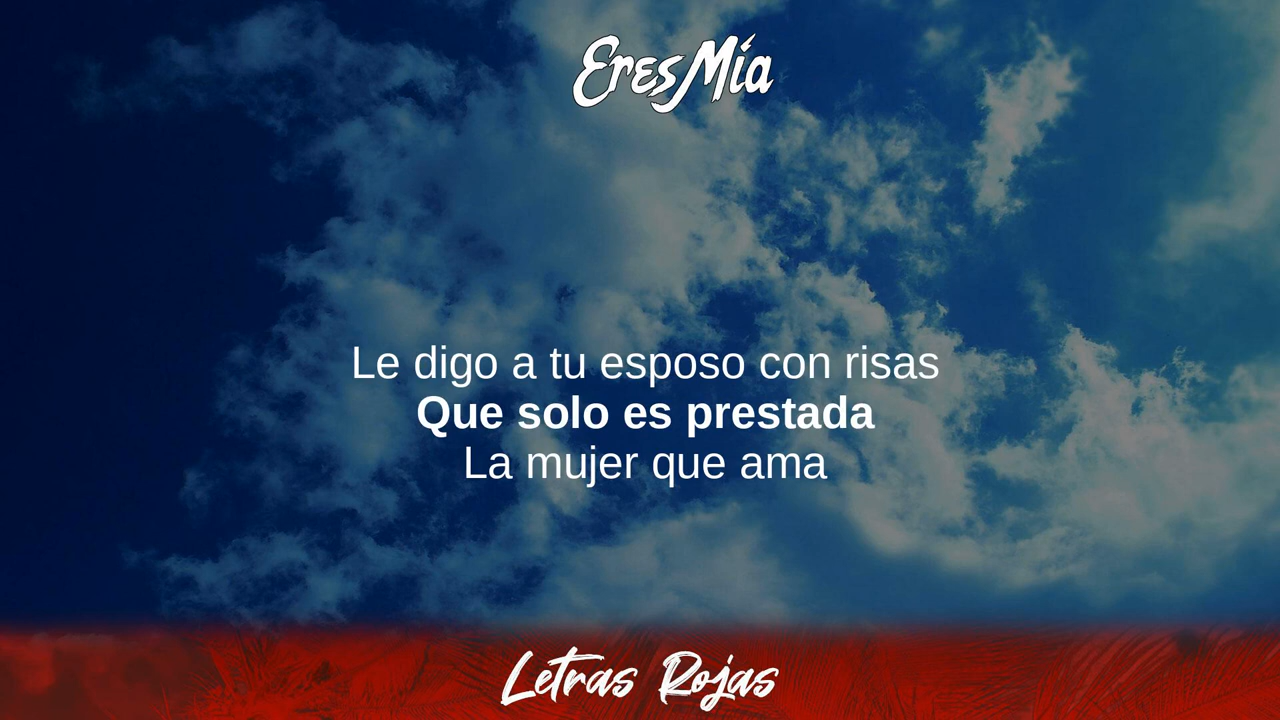 Eres Mía
Le digo a tu esposo con risas
Que solo es prestada
La mujer que ama
Letras Rojas